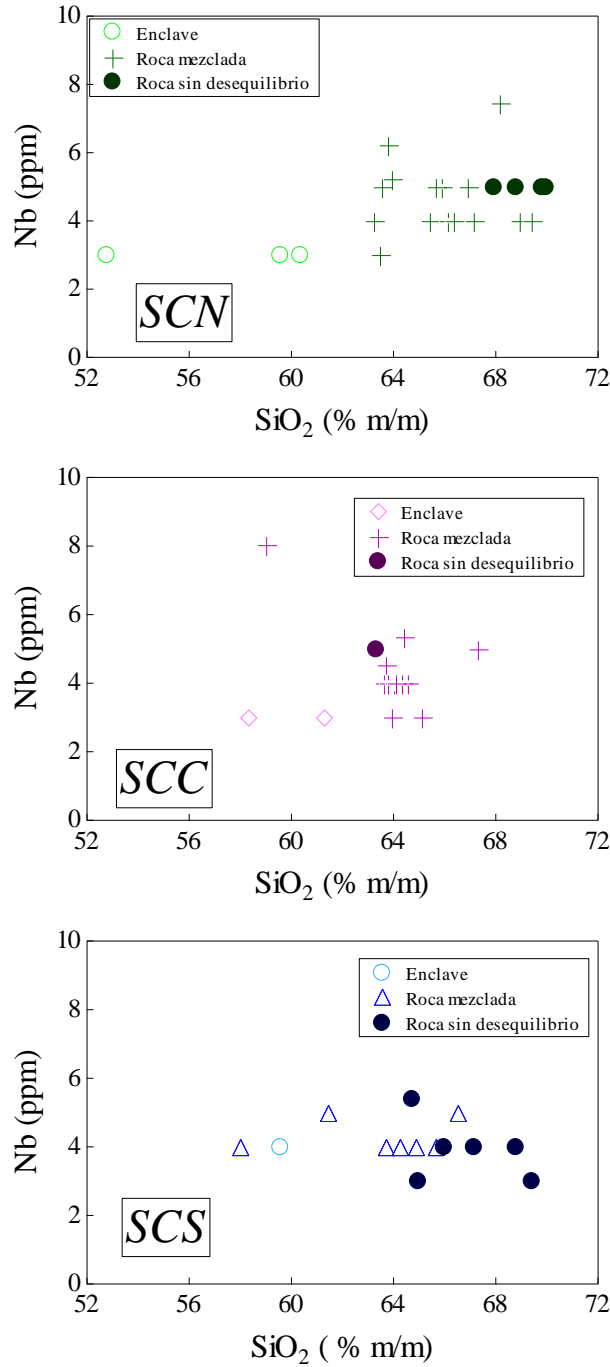 Enclave
Roca mezclada
Roca sin desequilibrio
10
8
6
4
2
0
Nb (ppm)
SCN
52 56 60 64 68 72
SiO2 (% m/m)
Enclave
Roca mezclada
Roca sin desequilibrio
10
8
6
4
2
0
Nb (ppm)
SCC
52 56 60 64 68 72
SiO2 (% m/m)
Enclave
Roca mezclada
Roca sin desequilibrio
10
8
6
4
2
0
Nb (ppm)
SCS
52 56 60 64 68 72
SiO2 ( % m/m)